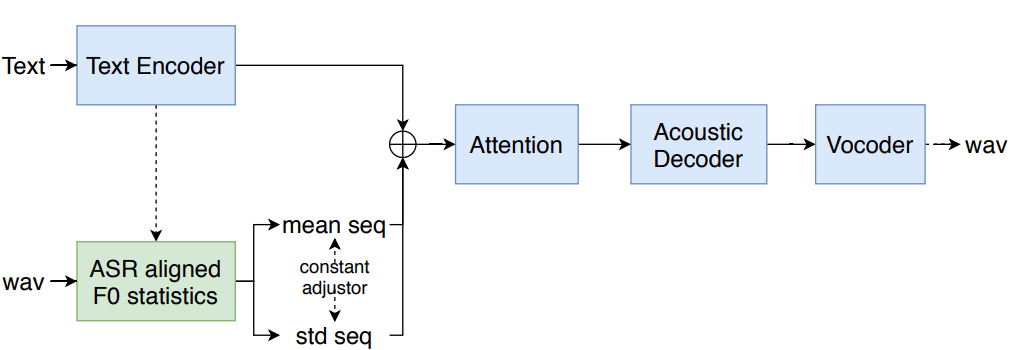 Text
Text Encoder
Attention
Acoustic
Decoder
Vocoder
wav
mean seq
wav
ASR aligned
F0 statistics
constant
adjustor
std seq